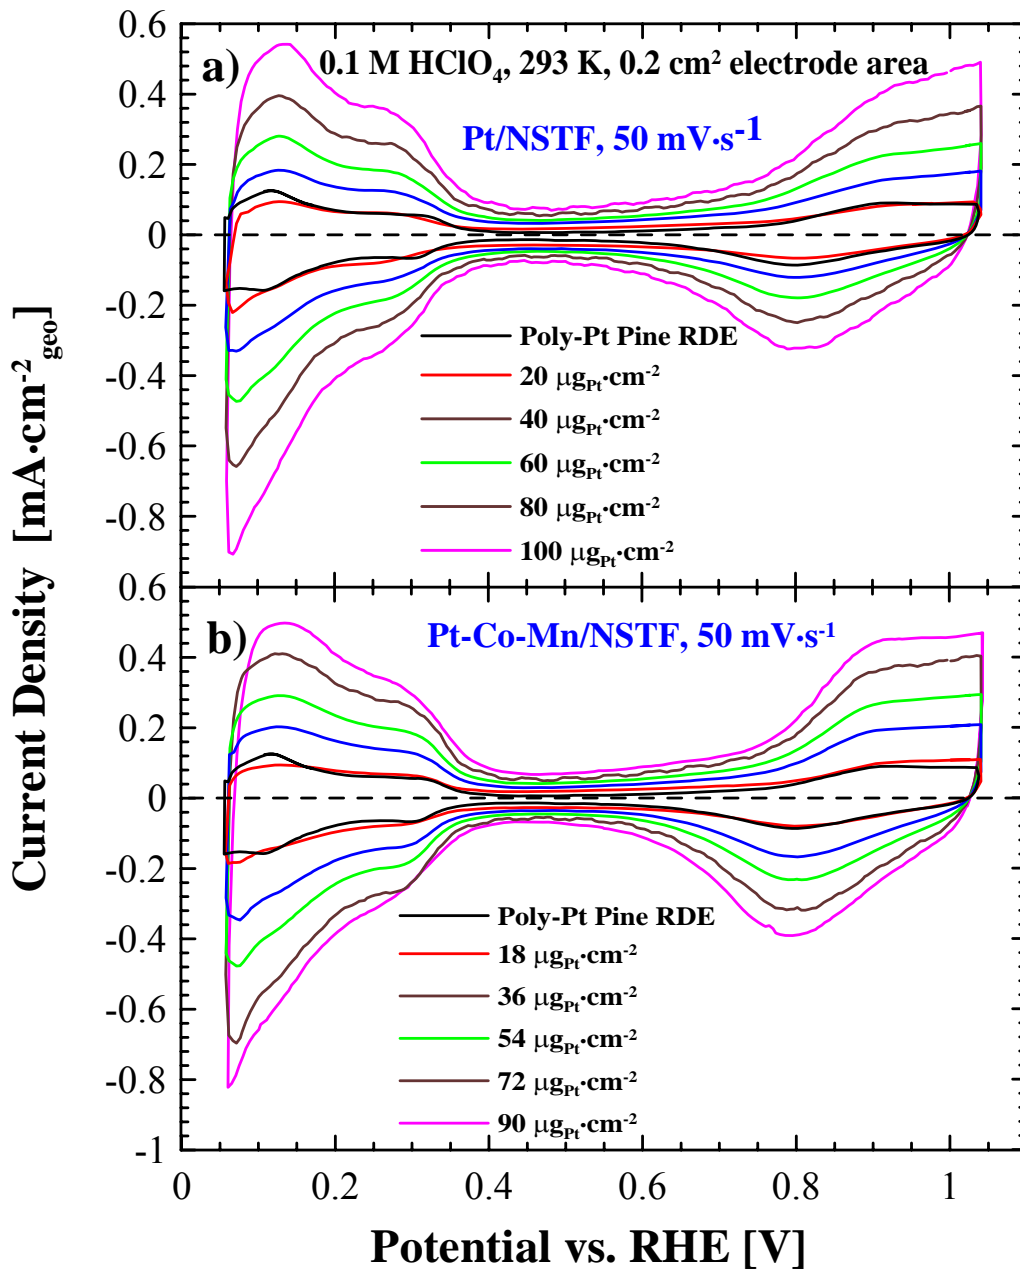 a)
0.1 M HClO4, 293 K, 0.2 cm² electrode area
Pt/NSTF, 50 mV·s⁻¹
0.6
0.4
0.2
0
-0.2
-0.4
-0.6
-0.8
Poly-Pt Pine RDE
20 μgPt·cm⁻²
40 μgPt·cm⁻²
60 μgPt·cm⁻²
80 μgPt·cm⁻²
100 μgPt·cm⁻²
Current Density [mA·cm⁻²geo]
b)
Pt-Co-Mn/NSTF, 50 mV·s⁻¹
0.6
0.4
0.2
0
-0.2
-0.4
-0.6
-0.8
-1
Poly-Pt Pine RDE
18 μgPt·cm⁻²
36 μgPt·cm⁻²
54 μgPt·cm⁻²
72 μgPt·cm⁻²
90 μgPt·cm⁻²
0 0.2 0.4 0.6 0.8 1
Potential vs. RHE [V]